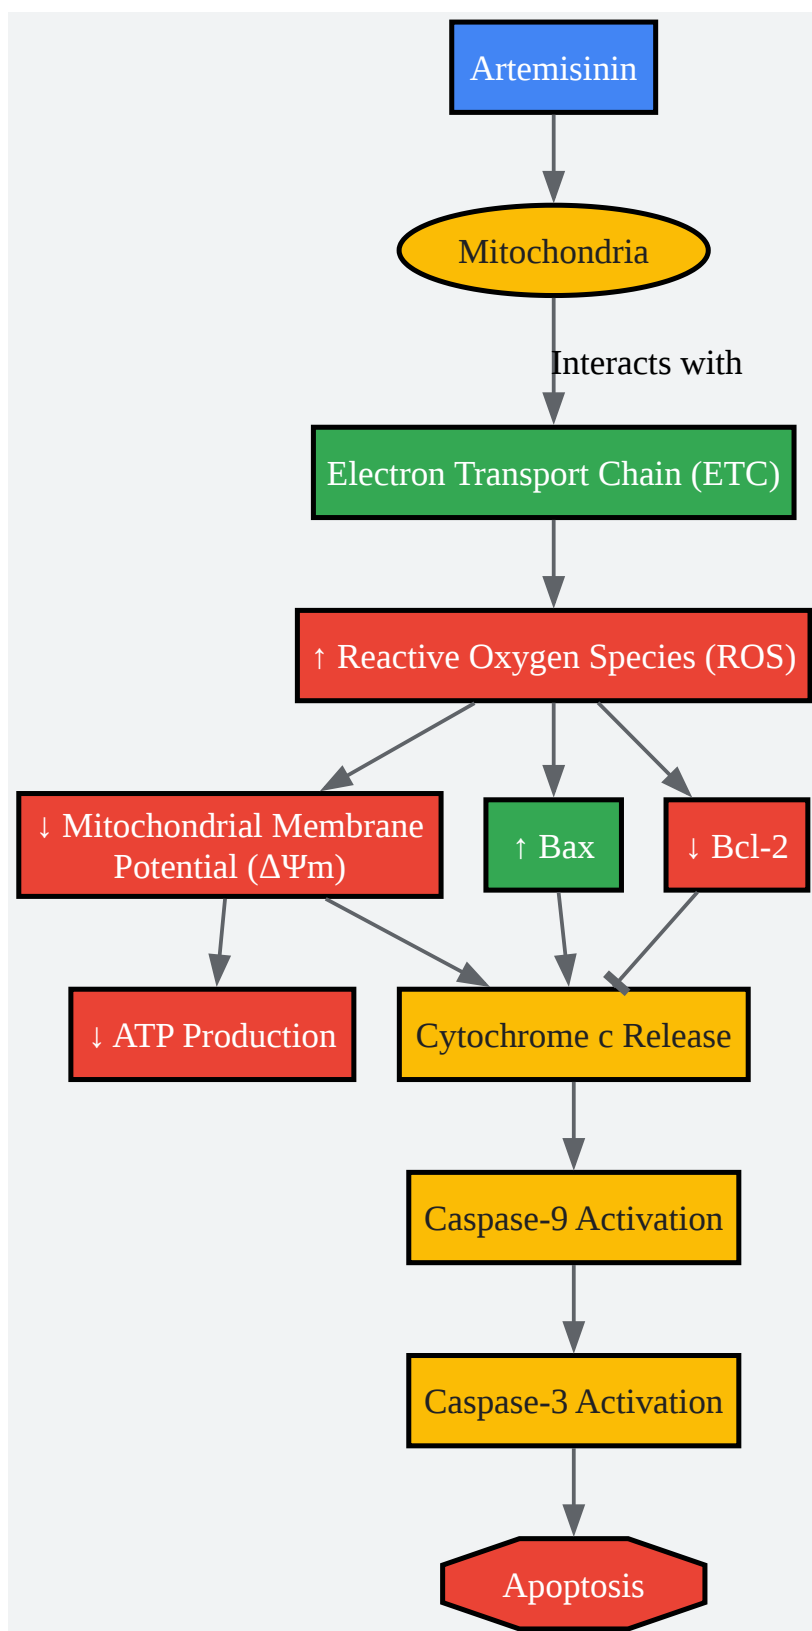 Artemisinin
Mitochondria
Interacts with
Electron Transport Chain (ETC)
↑ Reactive Oxygen Species (ROS)
↓ Mitochondrial Membrane
Potential (ΔΨm)
↑ Bax
↓ Bcl-2
↓ ATP Production
Cytochrome c Release
Caspase-9 Activation
Caspase-3 Activation
Apoptosis